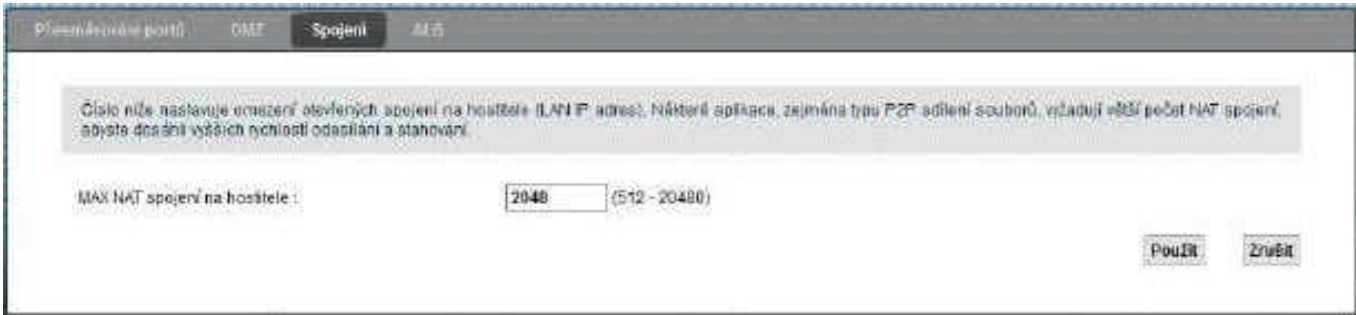 Přesměrování portů DMZ Spojení ALG
Číslo níže nastavuje omezení otevřených spojení na hostitele (LAN IP adres). Některé aplikace, zejména typu P2P sdílení souborů, vyžadují větší počet NAT spojení,
abyste dosáhli vyšších rychlostí odesílání a stahování.
MAX NAT spojení na hostitele : 2048 (512 - 20480)
Použít Zrušit